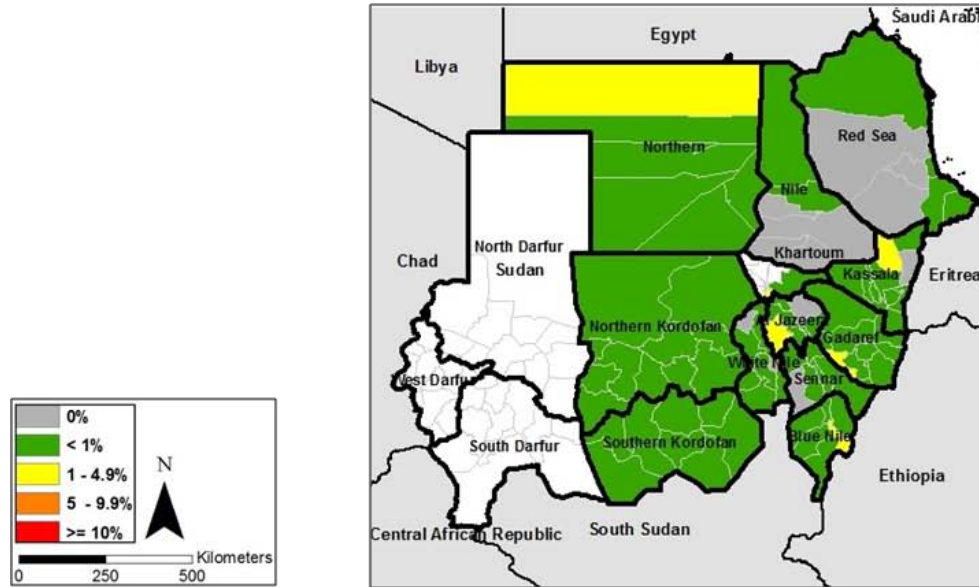 Saudi Arabi
Egypt
Libya
Red Sea
Northern
Nile
North Darfur
Sudan
Khartoum
Chad
Kassala
Eritrea
Northern Kordofan
Jazeera
Gadaref
White Nile
West Darfur
Sennar
South Darfur
Southern Kordofan
Blue Nile
Ethiopia
South Sudan
Central African Republic
0%
< 1%
1 - 4.9%
5 - 9.9%
>= 10%
N
Kilometers
0 250 500